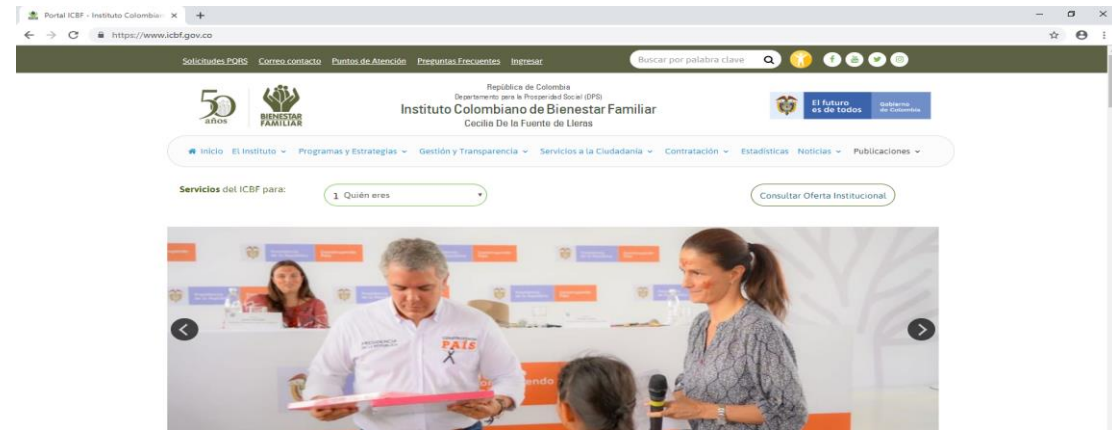 Portal ICBF - Instituto Colombian
https://www.icbf.gov.co
Solicitudes PQRS Correo contacto Puntos de Atención Preguntas Frecuentes Ingresar Buscar por palabra clave
República de Colombia
Departamento para la Prosperidad Social (DPS)
Instituto Colombiano de Bienestar Familiar
Cecilia De la Fuente de Lleras
50
años
BIENESTAR
FAMILIAR
El futuro
es de todos
Gobierno
de Colombia
Inicio El Instituto Programas y Estrategias Gestión y Transparencia Servicios a la Ciudadanía Contratación Estadísticas Noticias Publicaciones
Servicios del ICBF para: 1 Quién eres Consultar Oferta Institucional
PAÍS
endo